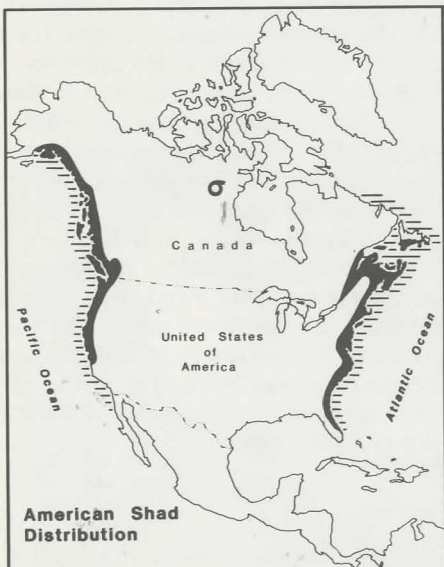 Canada
United States
of
America
Pacific Ocean
Atlantic Ocean
American Shad
Distribution